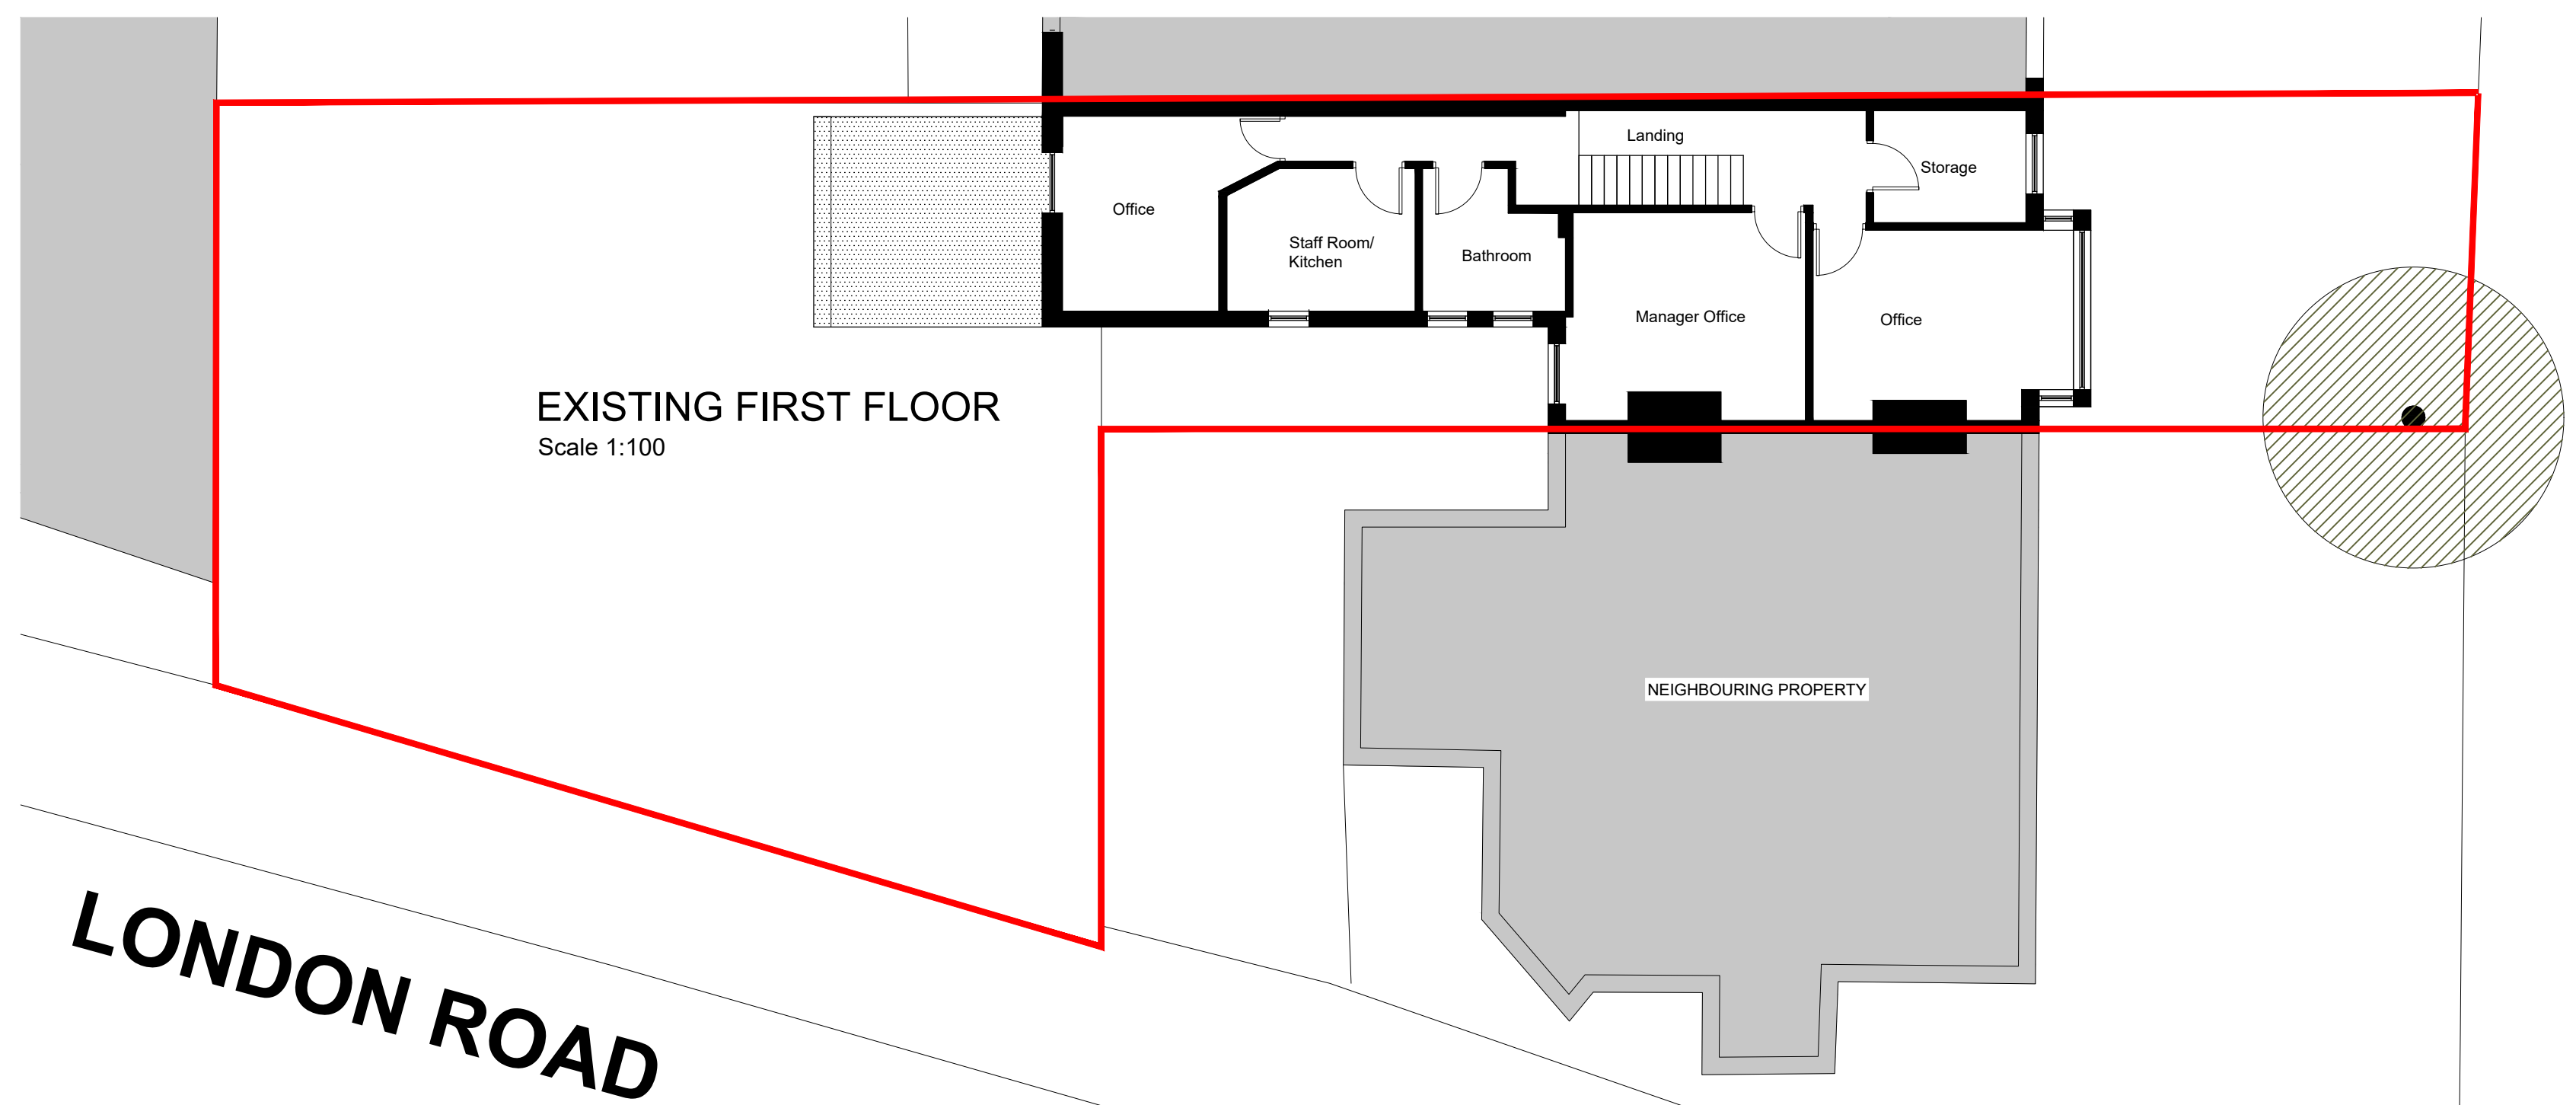 Landing
Storage
Office
Staff Room/
Kitchen
Bathroom
Manager Office
Office
EXISTING FIRST FLOOR
Scale 1:100
NEIGHBOURING PROPERTY
LONDON ROAD